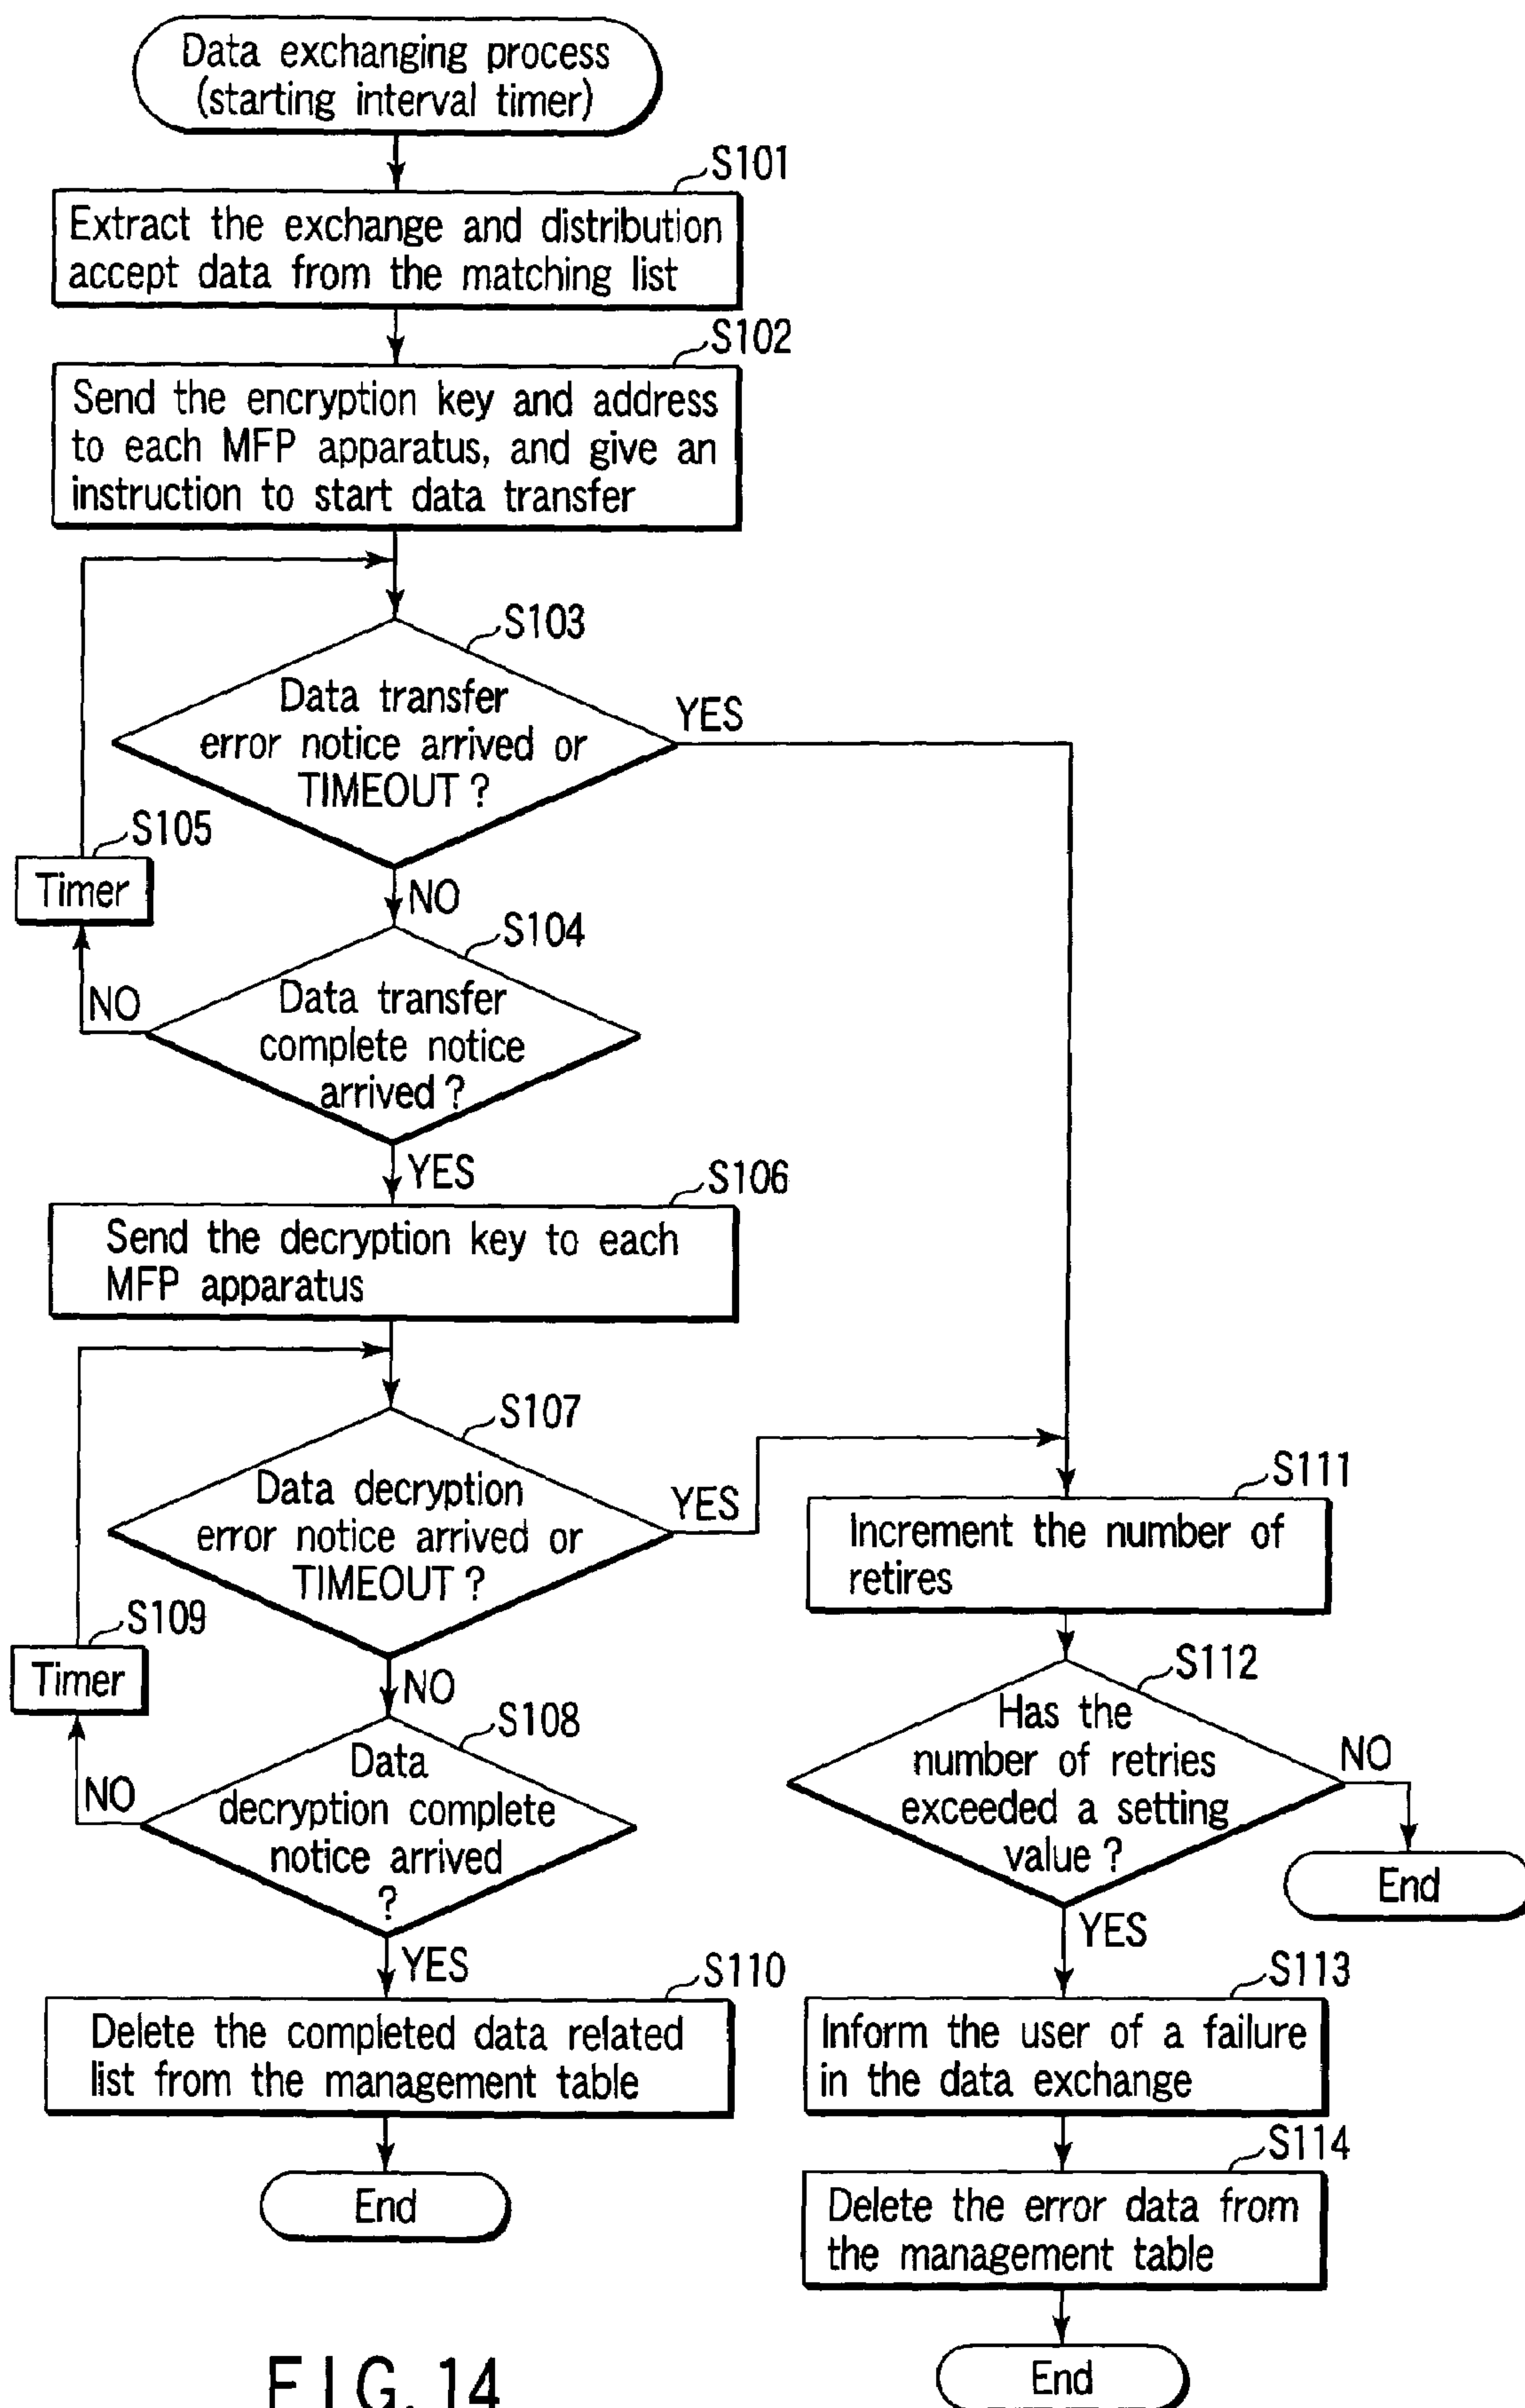 Data exchanging process
(starting interval timer)
S101
Extract the exchange and distribution
accept data from the matching list
S102
Send the encryption key and address
to each MFP apparatus, and give an
instruction to start data transfer
S103
Data transfer
error notice arrived or
TIMEOUT ?
YES
S105
Timer
NO
S104
NO
Data transfer
complete notice
arrived ?
YES
S106
Send the decryption key to each
MFP apparatus
S107
Data decryption
error notice arrived or
TIMEOUT ?
YES
S109
Timer
NO
S108
NO
Data
decryption complete
notice arrived
?
YES
S110
Delete the completed data related
list from the management table
End
S111
Increment the number of
retires
S112
Has the
number of retries
exceeded a setting
value ?
NO
End
YES
S113
Inform the user of a failure
in the data exchange
S114
Delete the error data from
the management table
End
FIG. 14